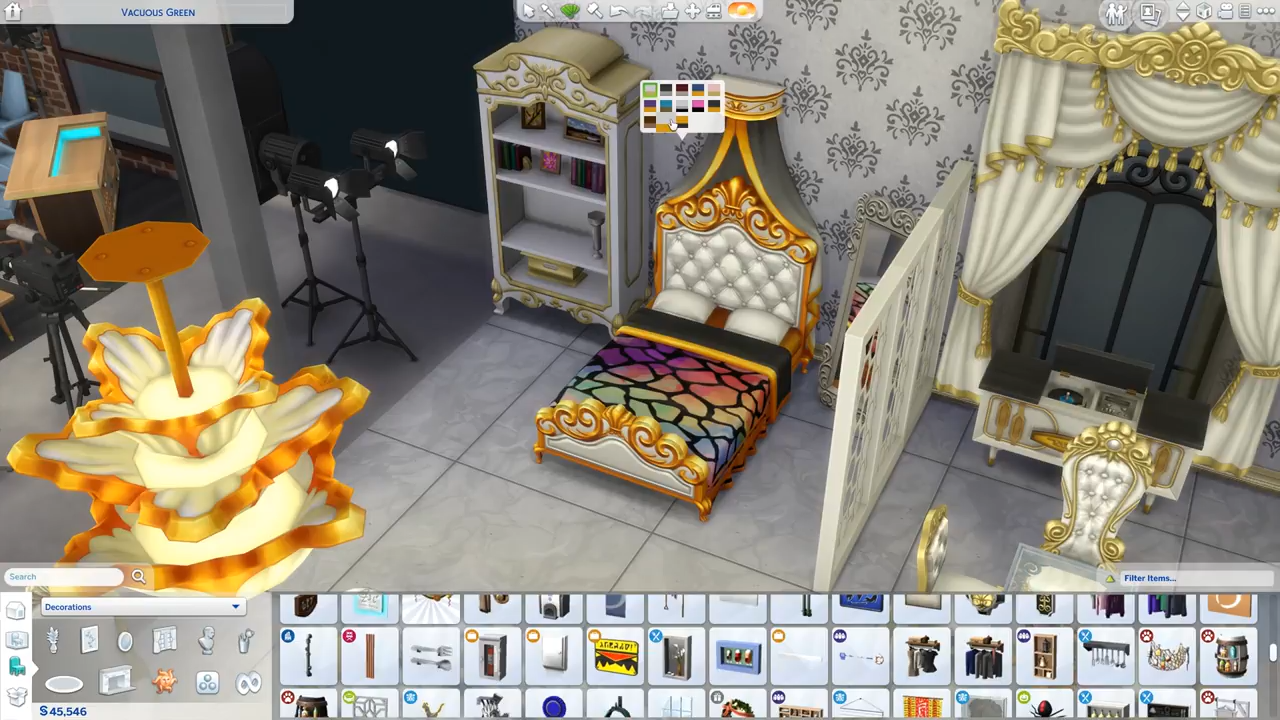 VACUOUS GREEN
Search
Filter Items...
Decorations
§45,546